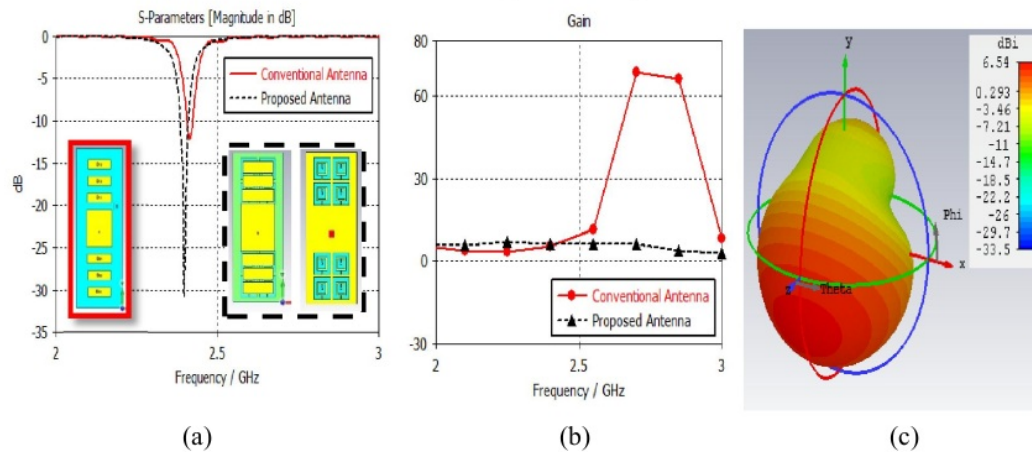 S-Parameters [Magnitude in dB]
0
-5
-10
-15
-20
-25
-30
-35
dB
Conventional Antenna
Proposed Antenna
2
2.5
3
Frequency / GHz
(a)
Gain
80
60
40
20
0
-30
Conventional Antenna
Proposed Antenna
2
2.5
3
Frequency / GHz
(b)
y
Phi
x
z
Theta
dBi
6.54
0.293
-3.46
-7.21
-11
-14.7
-18.5
-22.2
-26
-29.7
-33.5
(c)